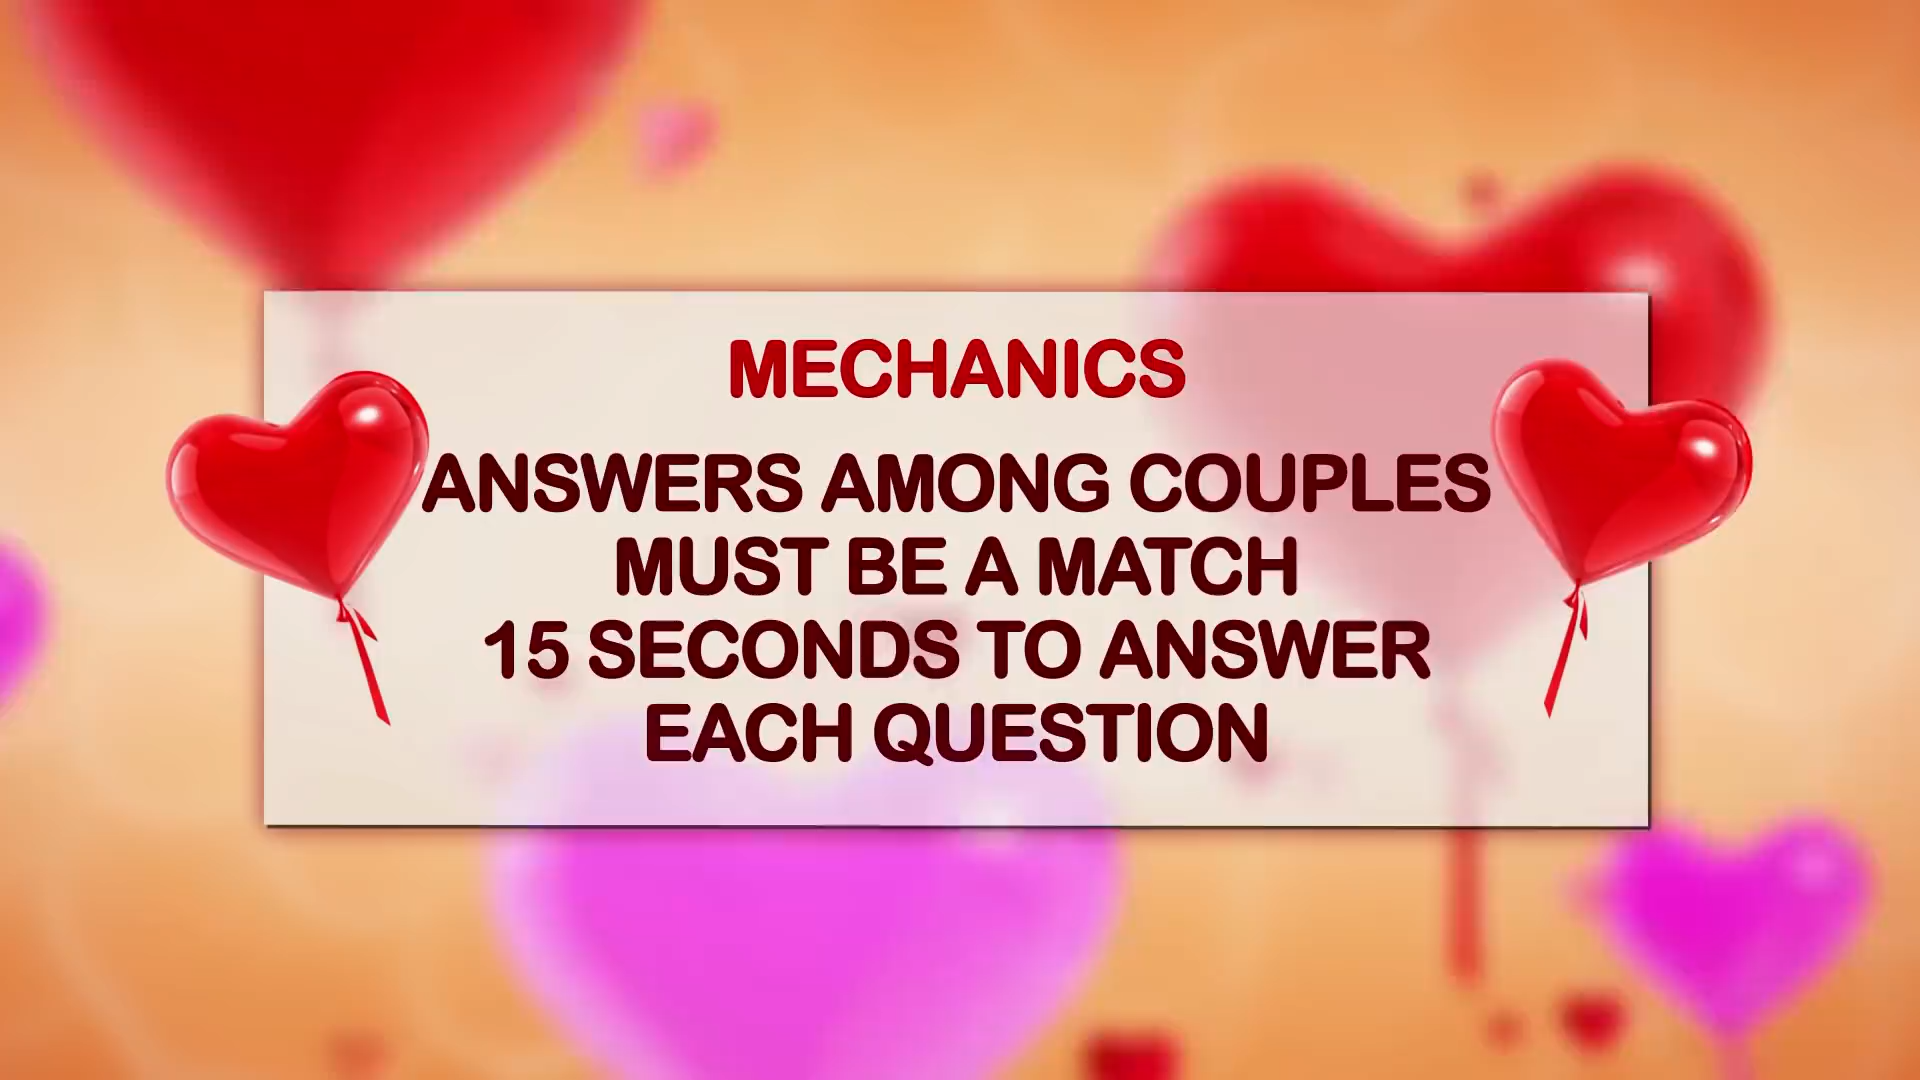 MECHANICS
ANSWERS AMONG COUPLES
MUST BE A MATCH
15 SECONDS TO ANSWER
EACH QUESTION